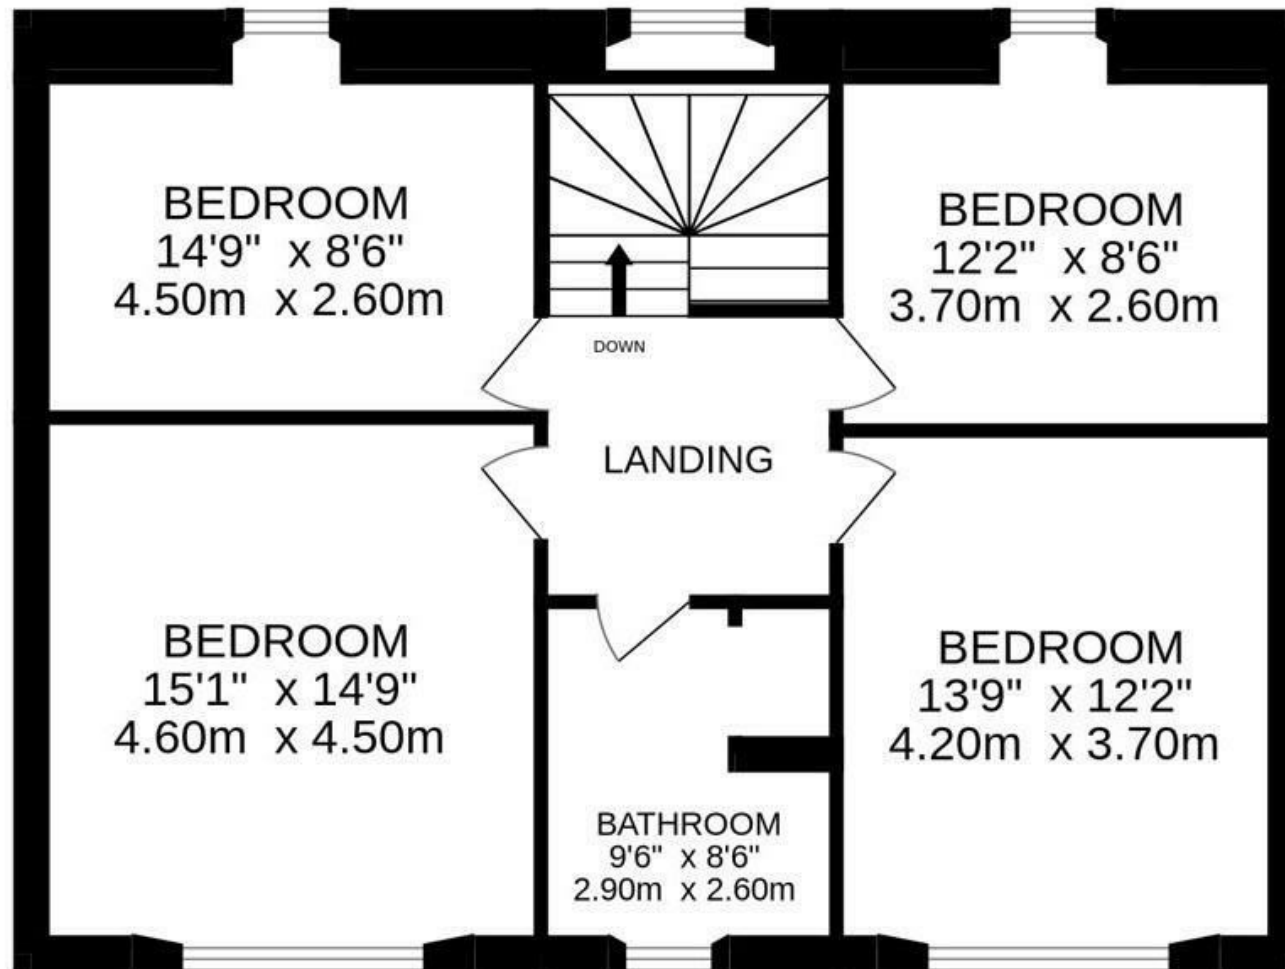 BEDROOM
14'9" x 8'6"
4.50m x 2.60m
BEDROOM
12'2" x 8'6"
3.70m x 2.60m
DOWN
LANDING
BEDROOM
15'1" x 14'9"
4.60m x 4.50m
BEDROOM
13'9" x 12'2"
4.20m x 3.70m
BATHROOM
9'6" x 8'6"
2.90m x 2.60m